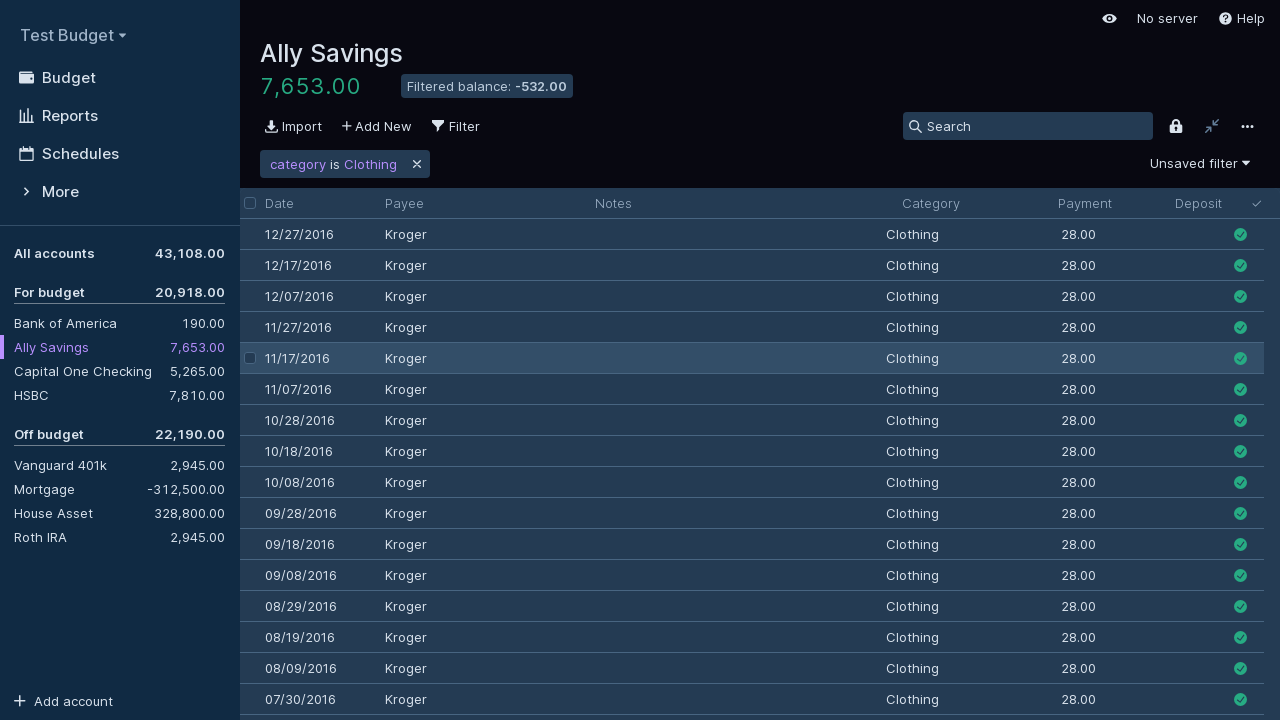 Test Budget
Budget
Reports
Schedules
More
All accounts 43,108.00
For budget 20,918.00
Bank of America 190.00
Ally Savings 7,653.00
Capital One Checking 5,265.00
HSBC 7,810.00
Off budget 22,190.00
Vanguard 401k 2,945.00
Mortgage -312,500.00
House Asset 328,800.00
Roth IRA 2,945.00
Add account
No server Help
Ally Savings
7,653.00 Filtered balance: -532.00
Import Add New Filter Search
category is Clothing Unsaved filter
Date Payee Notes Category Payment Deposit
12/27/2016 Kroger Clothing 28.00
12/17/2016 Kroger Clothing 28.00
12/07/2016 Kroger Clothing 28.00
11/27/2016 Kroger Clothing 28.00
11/17/2016 Kroger Clothing 28.00
11/07/2016 Kroger Clothing 28.00
10/28/2016 Kroger Clothing 28.00
10/18/2016 Kroger Clothing 28.00
10/08/2016 Kroger Clothing 28.00
09/28/2016 Kroger Clothing 28.00
09/18/2016 Kroger Clothing 28.00
09/08/2016 Kroger Clothing 28.00
08/29/2016 Kroger Clothing 28.00
08/19/2016 Kroger Clothing 28.00
08/09/2016 Kroger Clothing 28.00
07/30/2016 Kroger Clothing 28.00